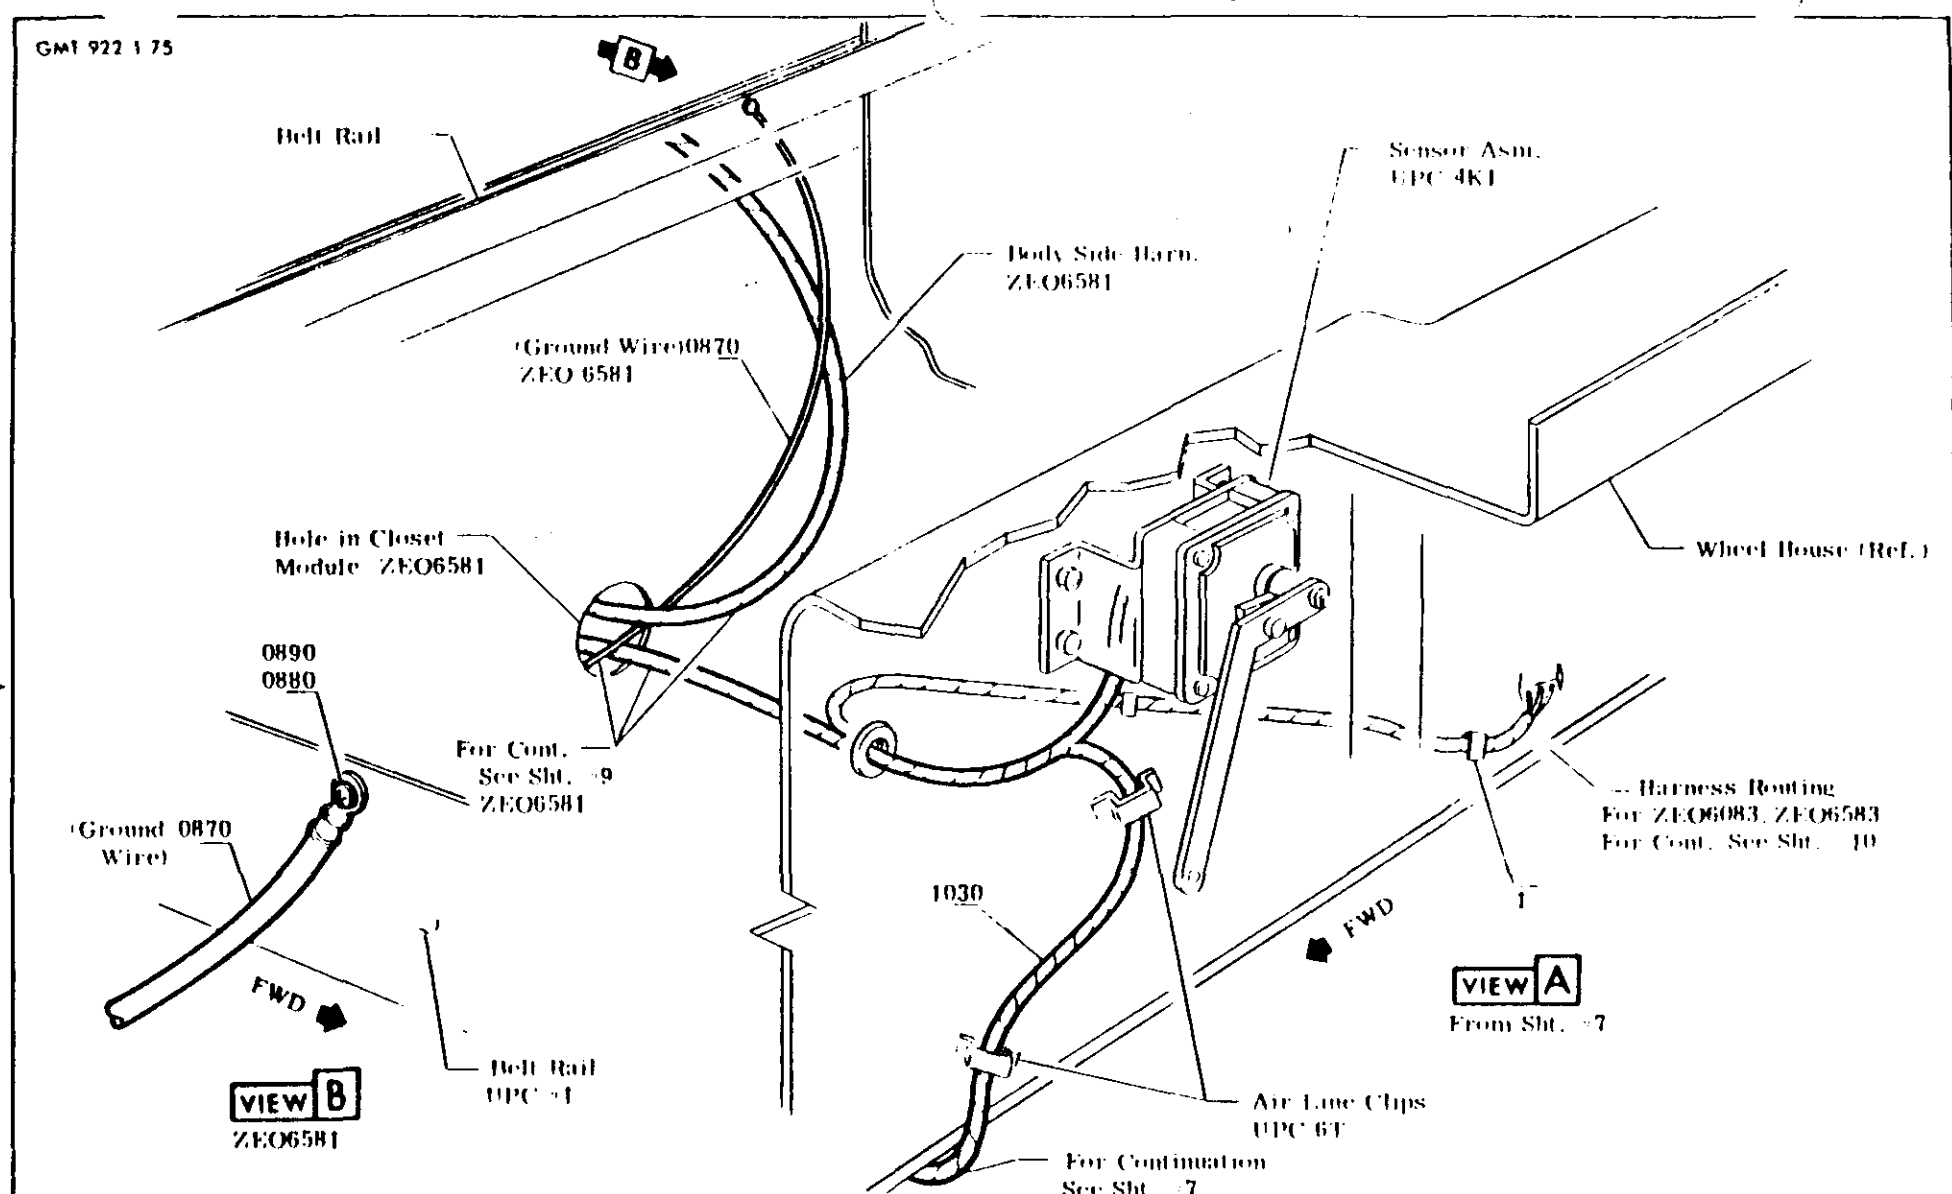 GMT 922 1 75
B
Belt Rail
Sensor Asm.
UPC 4K1
Body Side Harn.
ZEO6581
(Ground Wire)0870
ZEO 6581
Hole in Closet
Module ZEO6581
Wheel House (Ref.)
0890
0880
For Cont.
See Sht. #9
ZEO6581
(Ground 0870
Wire)
Harness Routing
For ZEO6083, ZEO6583
For Cont. See Sht. 10
1
1030
FWD
VIEW A
From Sht. #7
FWD
Belt Rail
UPC
VIEW B
ZEO6581
Air Line Clips
UPC 6T
For Continuation
See Sht. 7